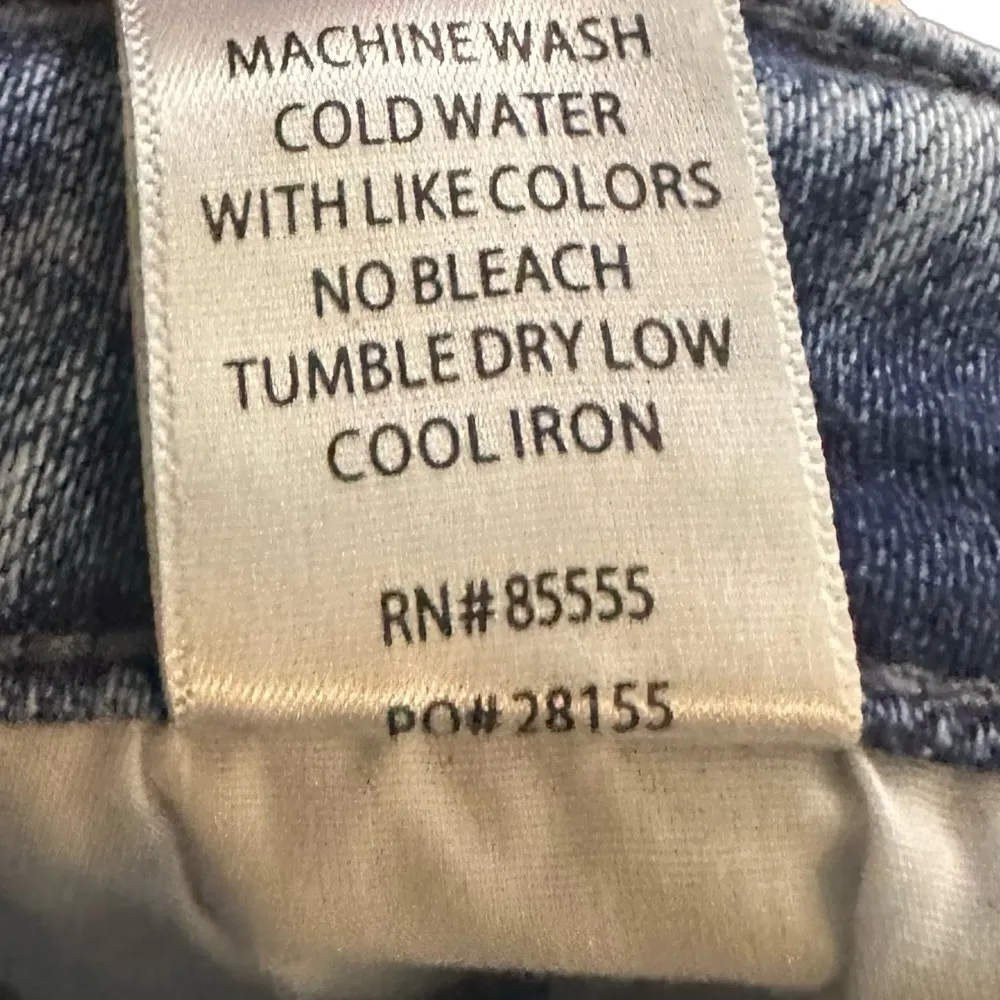 MACHINE WASH
COLD WATER
WITH LIKE COLORS
NO BLEACH
TUMBLE DRY LOW
COOL IRON
RN# 85555
PO# 28155